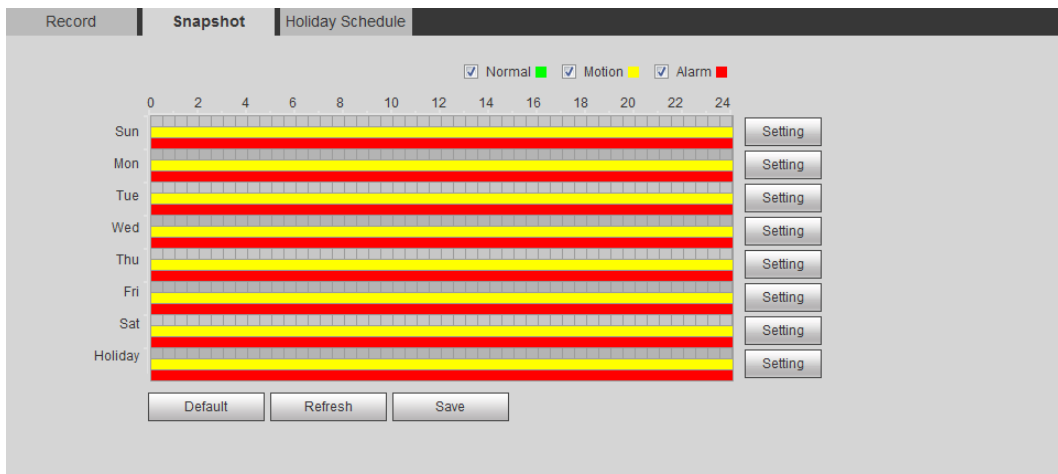 Record Snapshot Holiday Schedule
Normal Motion Alarm
0 2 4 6 8 10 12 14 16 18 20 22 24
Sun Setting
Mon Setting
Tue Setting
Wed Setting
Thu Setting
Fri Setting
Sat Setting
Holiday Setting
Default Refresh Save